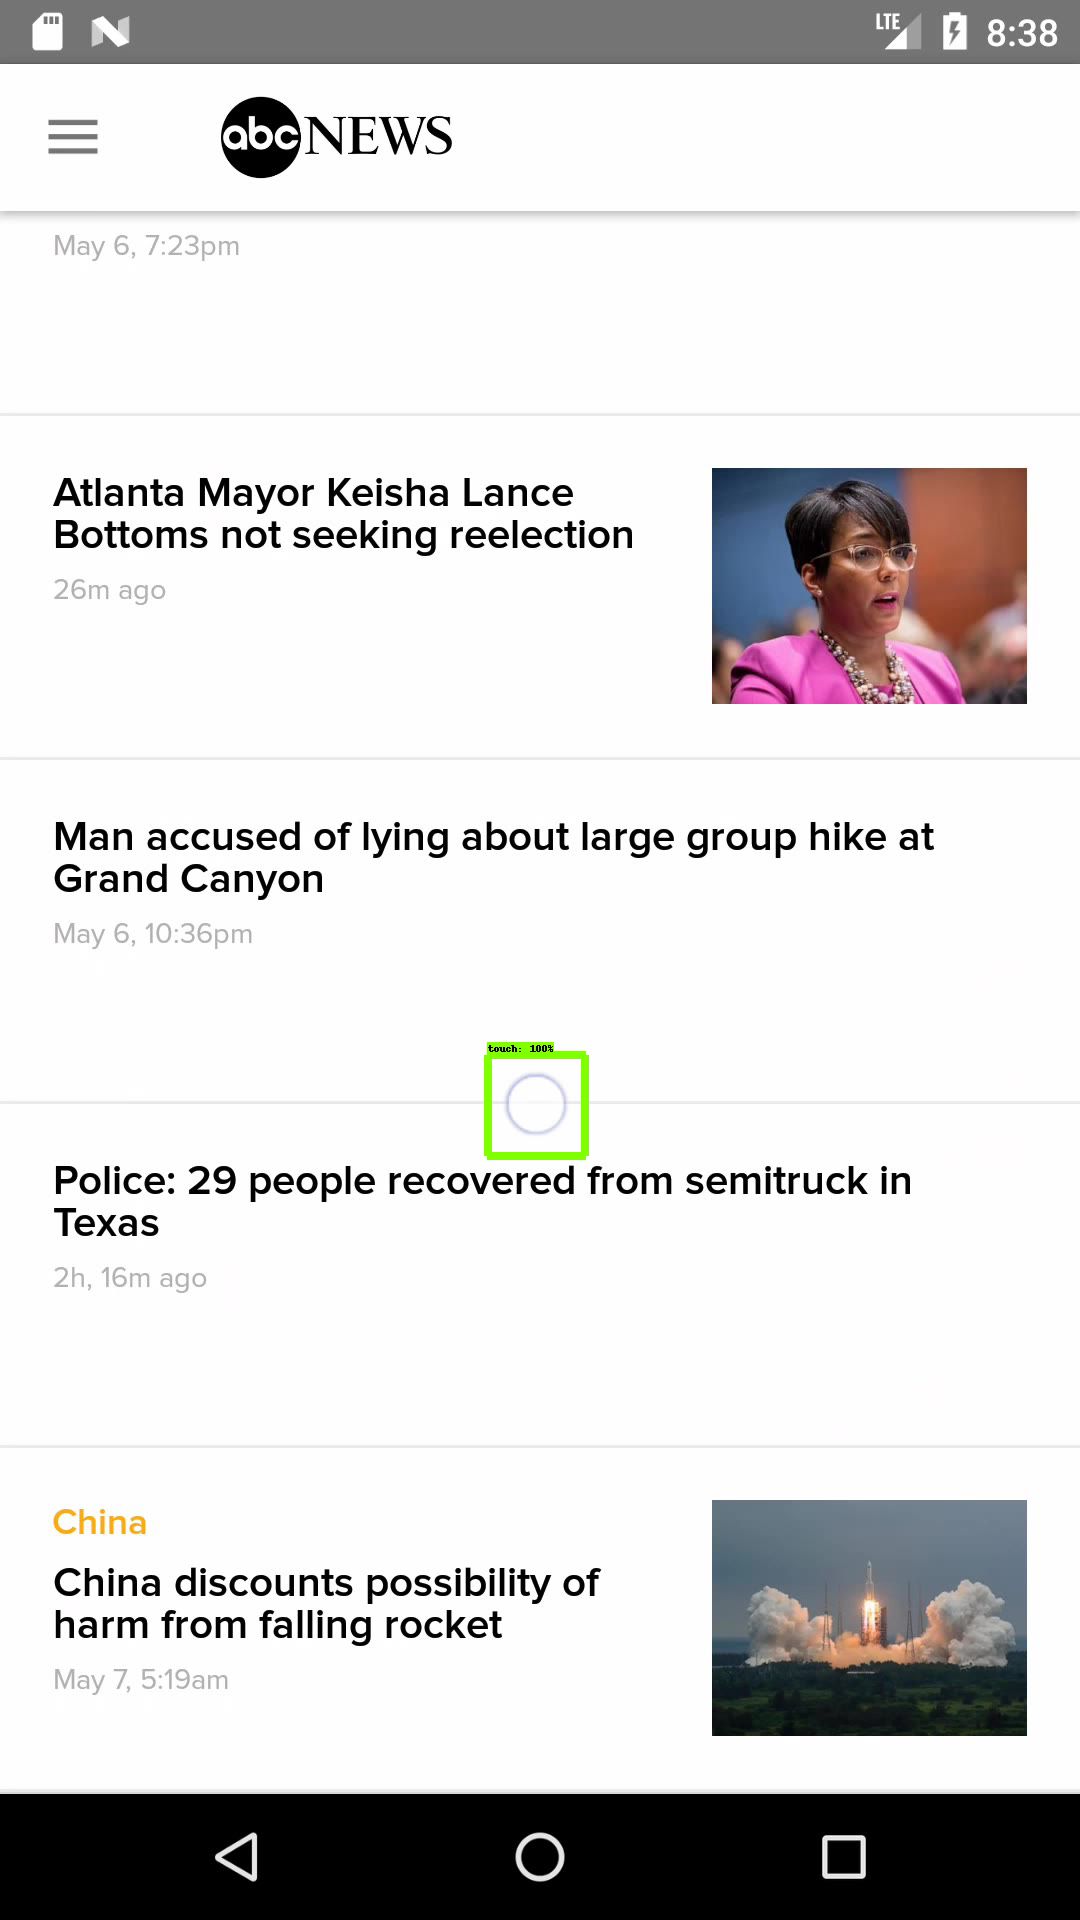 LTE 8:38
abc NEWS
May 6, 7:23pm
Atlanta Mayor Keisha Lance
Bottoms not seeking reelection
26m ago
Man accused of lying about large group hike at
Grand Canyon
May 6, 10:36pm
touch: 100%
Police: 29 people recovered from semitruck in
Texas
2h, 16m ago
China
China discounts possibility of
harm from falling rocket
May 7, 5:19am